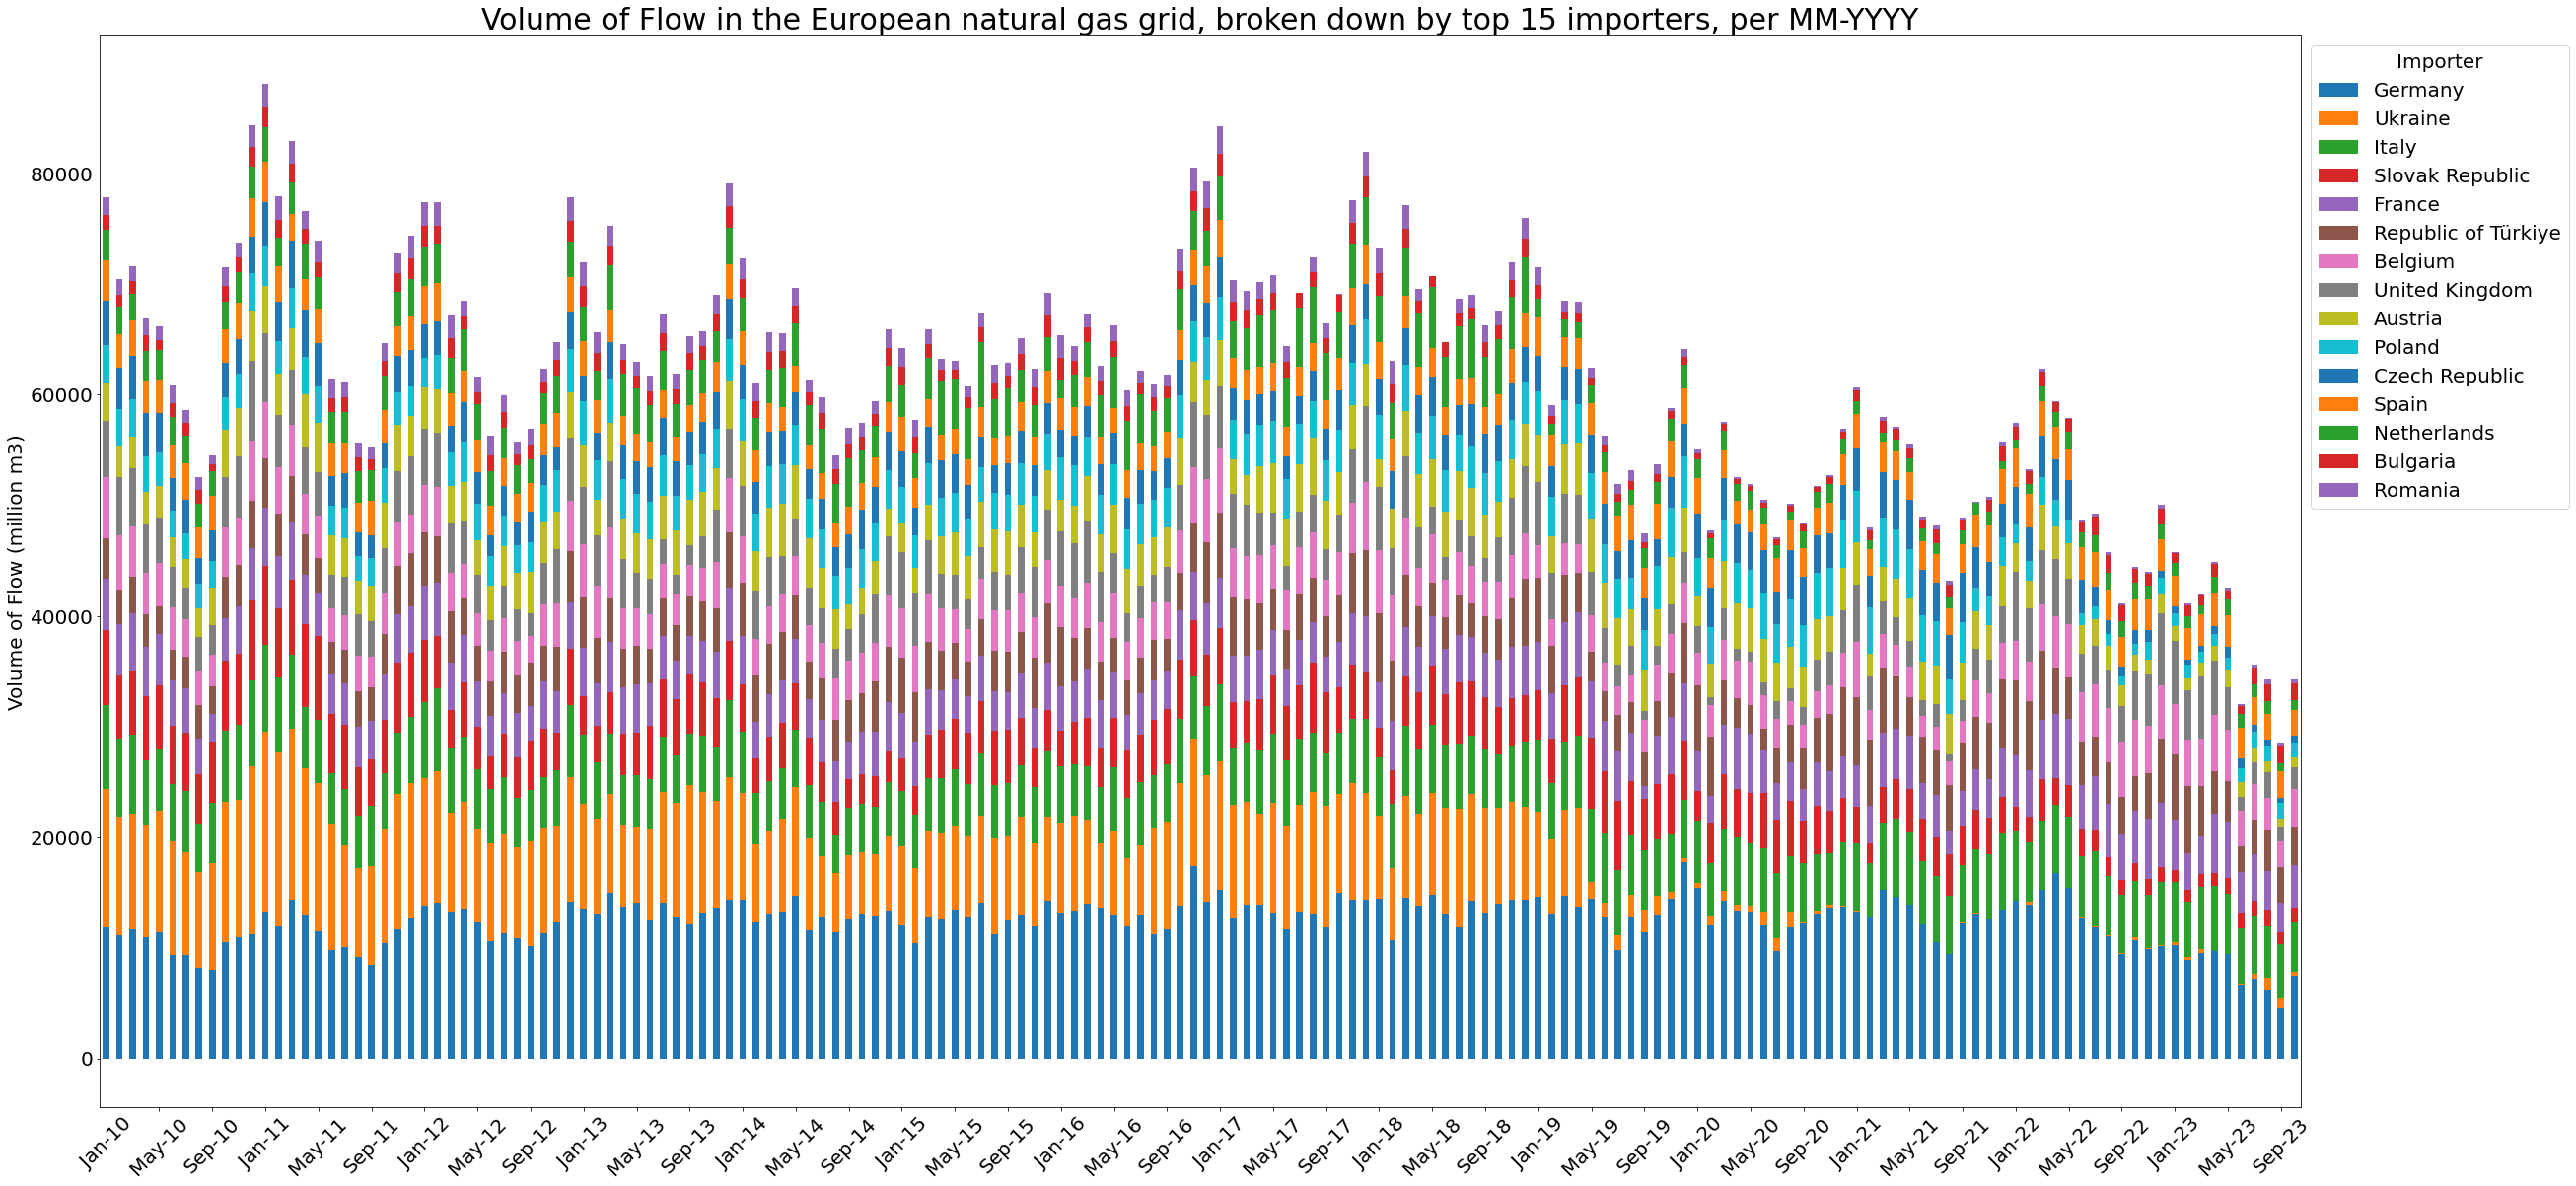 Volume of Flow in the European natural gas grid, broken down by top 15 importers, per MM-YYYY
Volume of Flow (million m3)
80000
60000
40000
20000
0
Jan-10
May-10
Sep-10
Jan-11
May-11
Sep-11
Jan-12
May-12
Sep-12
Jan-13
May-13
Sep-13
Jan-14
May-14
Sep-14
Jan-15
May-15
Sep-15
Jan-16
May-16
Sep-16
Jan-17
May-17
Sep-17
Jan-18
May-18
Sep-18
Jan-19
May-19
Sep-19
Jan-20
May-20
Sep-20
Jan-21
May-21
Sep-21
Jan-22
May-22
Sep-22
Jan-23
May-23
Sep-23
Importer
Germany
Ukraine
Italy
Slovak Republic
France
Republic of Türkiye
Belgium
United Kingdom
Austria
Poland
Czech Republic
Spain
Netherlands
Bulgaria
Romania